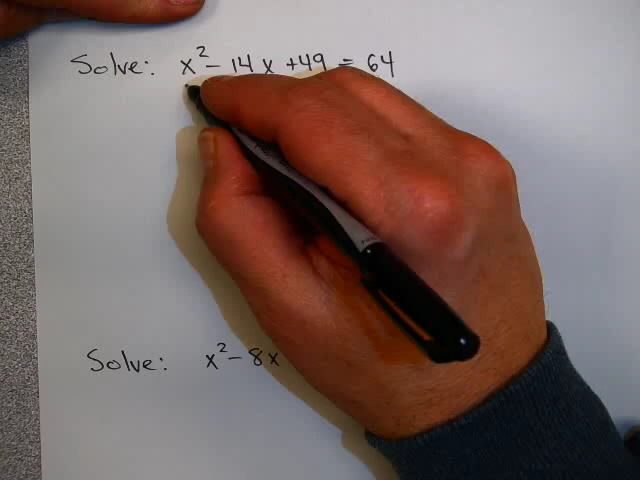 Solve: x² - 14x + 49 = 64
Solve: x² - 8x